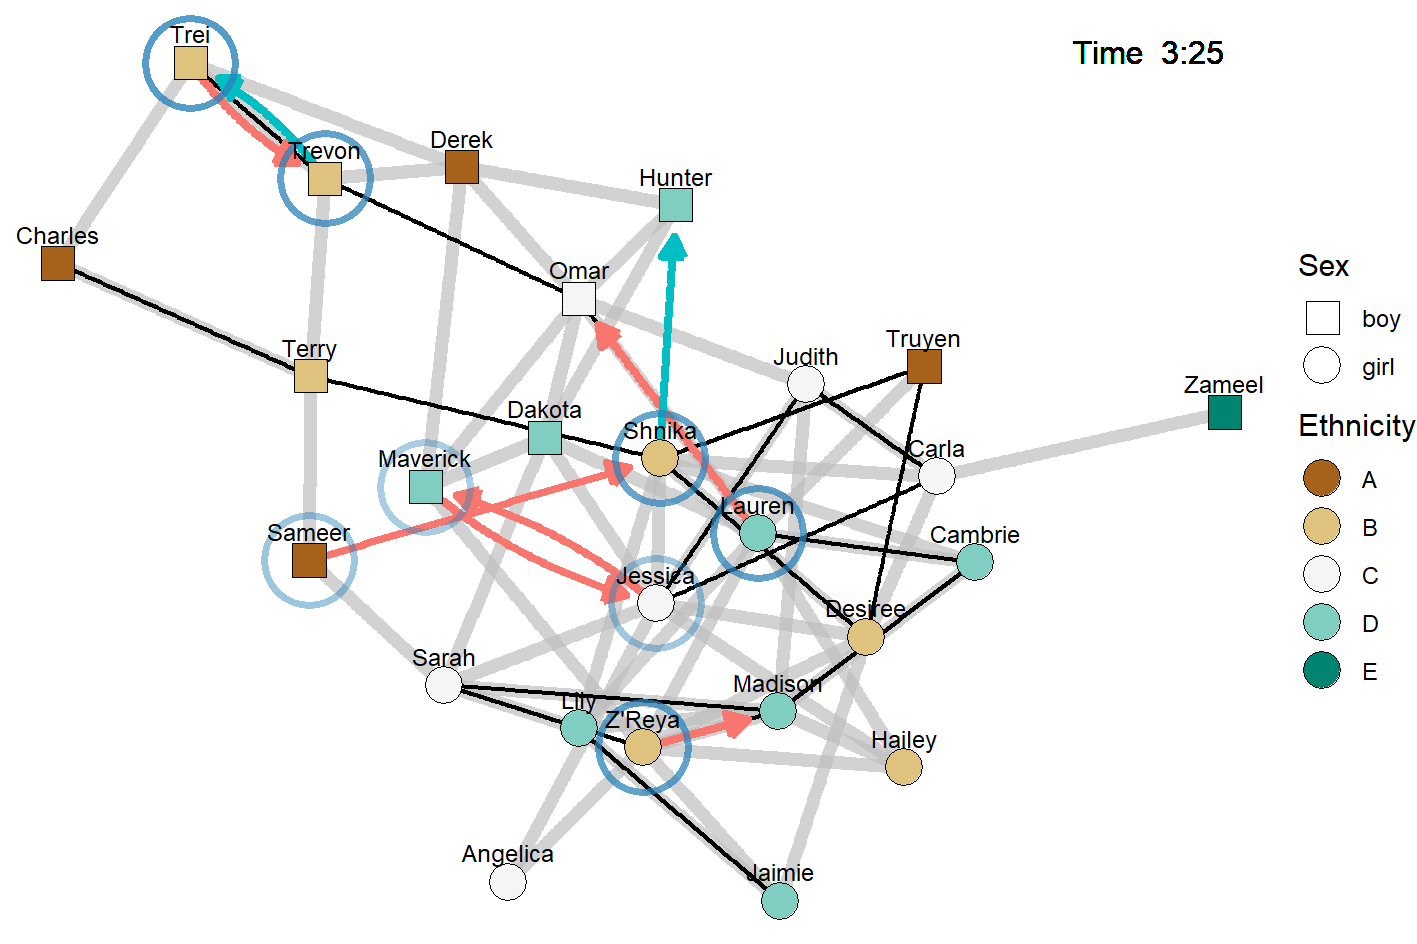 Trei
Time 3:25
Trevon
Derek
Hunter
Charles
Omar
Sex
boy
girl
Terry
Judith
Truyen
Zameel
Dakota
Shnika
Ethnicity
Maverick
Carla
A
Sameer
Lauren
B
Cambrie
Jessica
C
Desiree
D
Sarah
Madison
E
Lily
Z'Reya
Hailey
Angelica
Jaimie